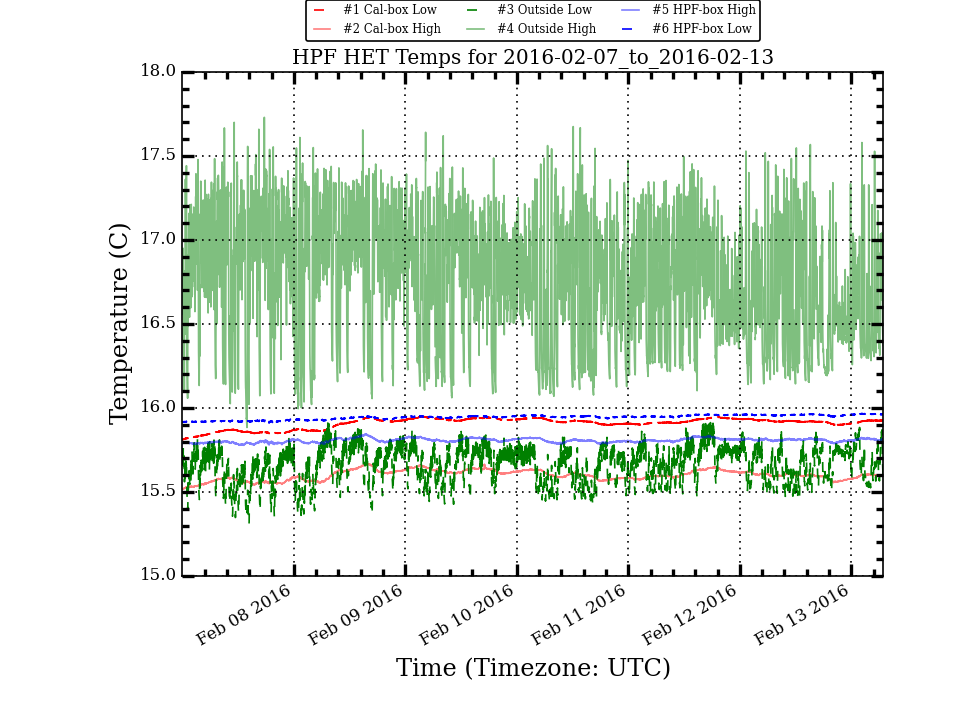 #1 Cal-box Low #3 Outside Low #5 HPF-box High
#2 Cal-box High #4 Outside High #6 HPF-box Low
HPF HET Temps for 2016-02-07_to_2016-02-13
18.0
17.5
17.0
16.5
16.0
15.5
15.0
Temperature (C)
Feb 08 2016 Feb 09 2016 Feb 10 2016 Feb 11 2016 Feb 12 2016 Feb 13 2016
Time (Timezone: UTC)